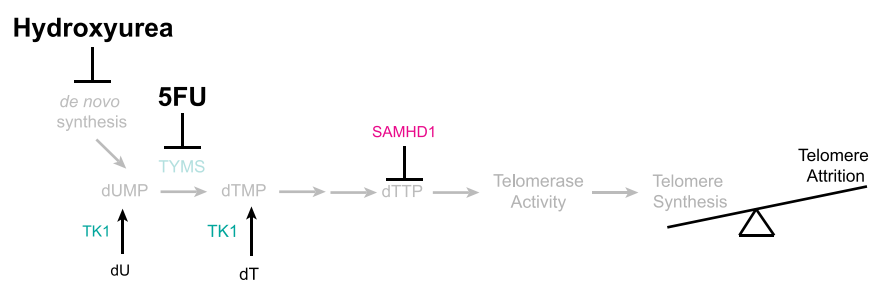 Hydroxyurea
de novo
synthesis
5FU
TYMS
SAMHD1
dUMP
dTMP
dTTP
Telomerase
Activity
Telomere
Synthesis
Telomere
Attrition
TK1
TK1
dU
dT